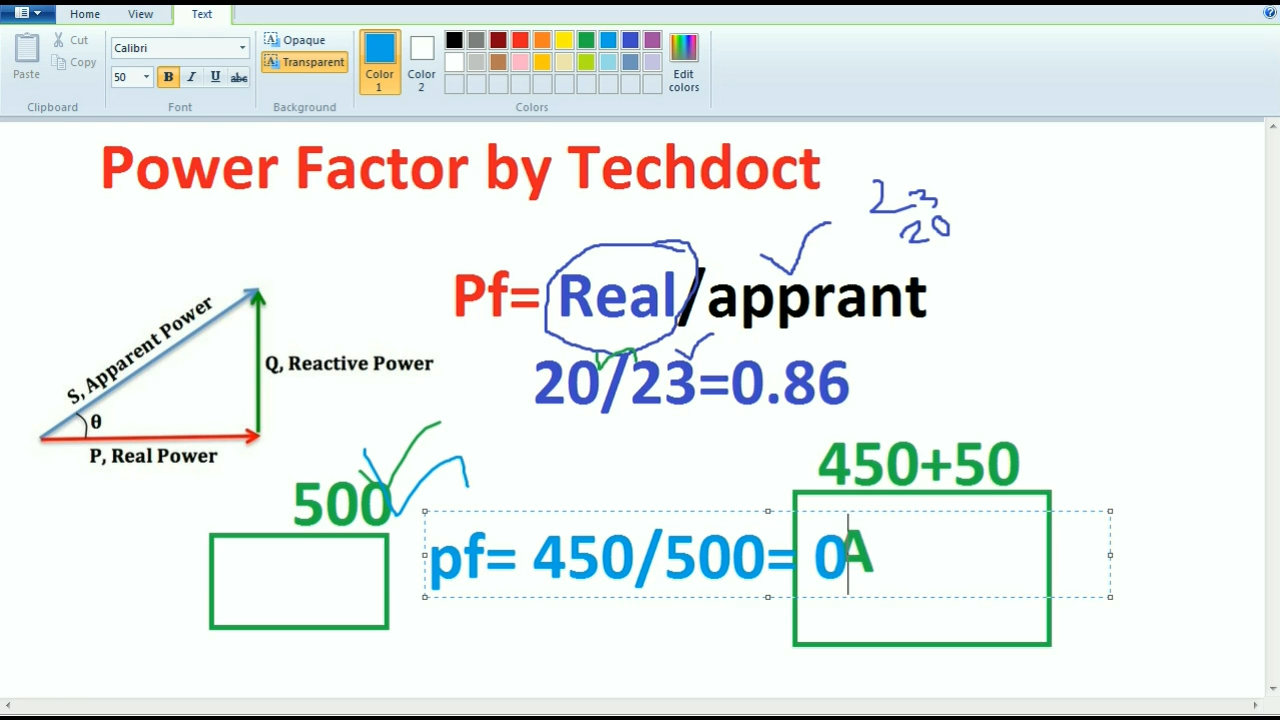 Home View Text
Paste
Cut
Copy
Clipboard
Calibri
50 B I U abc
Font
Opaque
Transparent
Background
Color 1
Color 2
Edit colors
Colors
Power Factor by Techdoct
23
20
Pf= Real/apprant
20/23=0.86
S, Apparent Power
Q, Reactive Power
θ
P, Real Power
500
450+50
pf= 450/500= 0
A